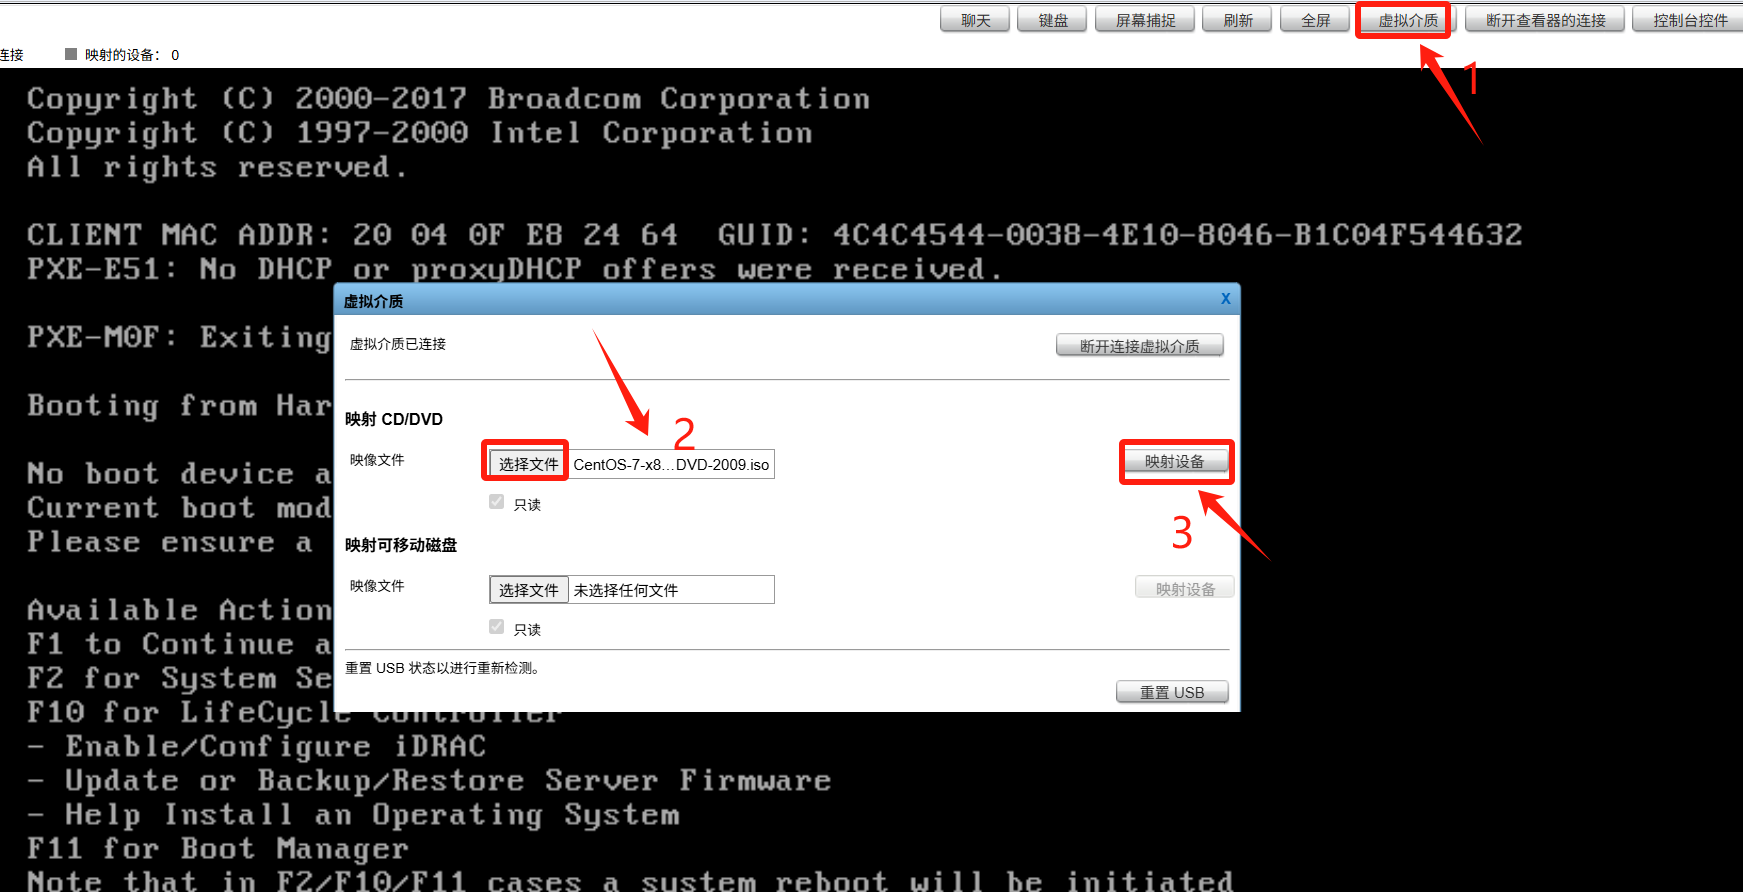 聊天 键盘 屏幕捕捉 刷新 全屏 虚拟介质 断开查看器的连接 控制台控件
1
连接 映射的设备： 0
Copyright (C) 2000-2017 Broadcom Corporation
Copyright (C) 1997-2000 Intel Corporation
All rights reserved.
CLIENT MAC ADDR: 20 04 0F E8 24 64 GUID: 4C4C4544-0038-4E10-8046-B1C04F544632
PXE-E51: No DHCP or proxyDHCP offers were received.
PXE-M0F: Exiting
Booting from Har
No boot device a
Current boot mod
Please ensure a
Available Action
F1 to Continue a
F2 for System Se
F10 for LifeCycle Controller
- Enable/Configure iDRAC
- Update or Backup/Restore Server Firmware
- Help Install an Operating System
F11 for Boot Manager
Note that in F2/F10/F11 cases a system reboot will be initiated
虚拟介质 X
虚拟介质已连接 断开连接虚拟介质
映射 CD/DVD
2
映像文件 选择文件 CentOS-7-x8...DVD-2009.iso 映射设备
只读
3
映射可移动磁盘
映像文件 选择文件 未选择任何文件 映射设备
只读
重置 USB 状态以进行重新检测。
重置 USB